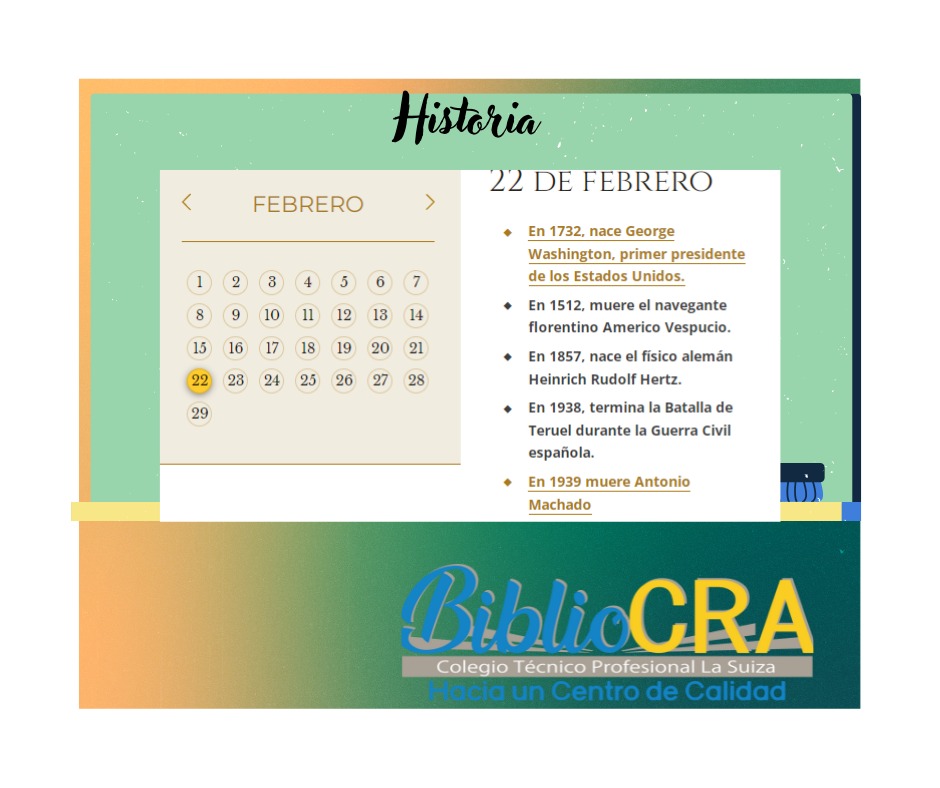 Historia
FEBRERO
1 2 3 4 5 6 7
8 9 10 11 12 13 14
15 16 17 18 19 20 21
22 23 24 25 26 27 28
29
22 DE FEBRERO
En 1732, nace George
Washington, primer presidente
de los Estados Unidos.
En 1512, muere el navegante
florentino Americo Vespucio.
En 1857, nace el físico alemán
Heinrich Rudolf Hertz.
En 1938, termina la Batalla de
Teruel durante la Guerra Civil
española.
En 1939 muere Antonio
Machado
BiblioCRA
Colegio Técnico Profesional La Suiza
Hacia un Centro de Calidad